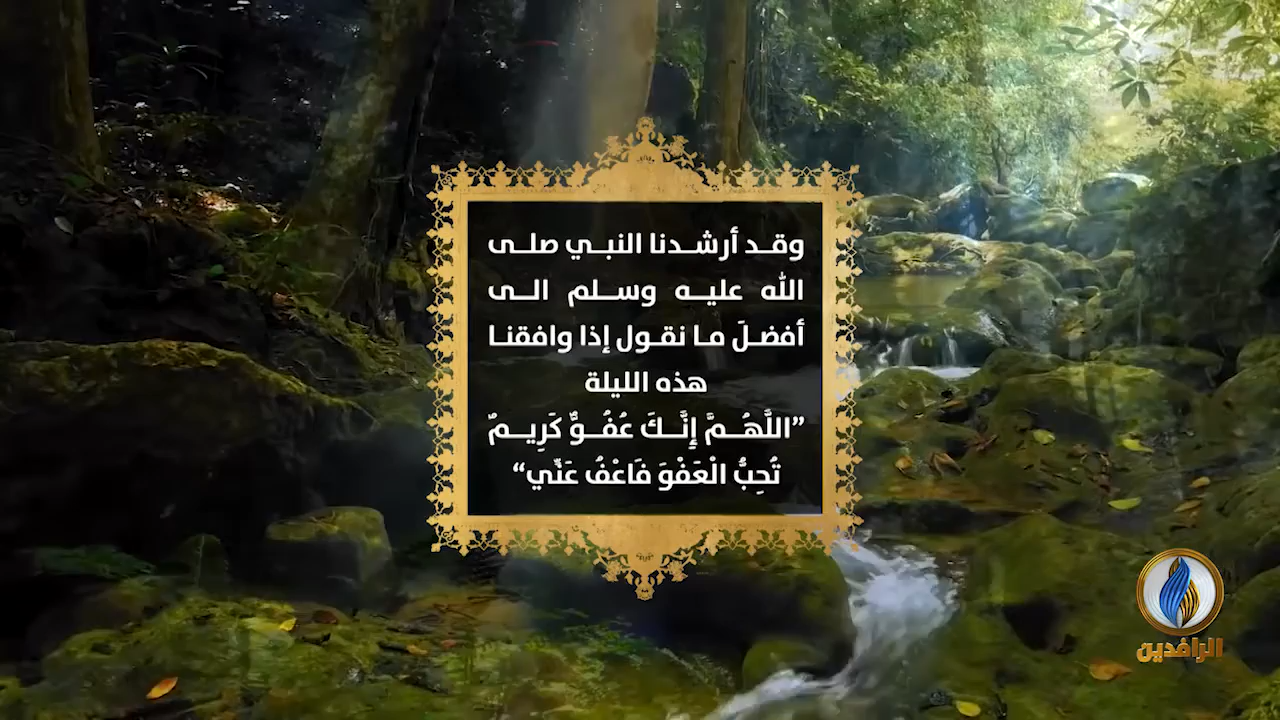 وقد أرشدنا النبي صلى
الله عليه وسلم الى
أفضلَ ما نقول إذا وافقنا
هذه الليلة
”اللَّهُمَّ إِنَّكَ عُفُوٌّ كَرِيمٌ
تُحِبُّ الْعَفْوَ فَاعْفُ عَنِّي“
الرافدين